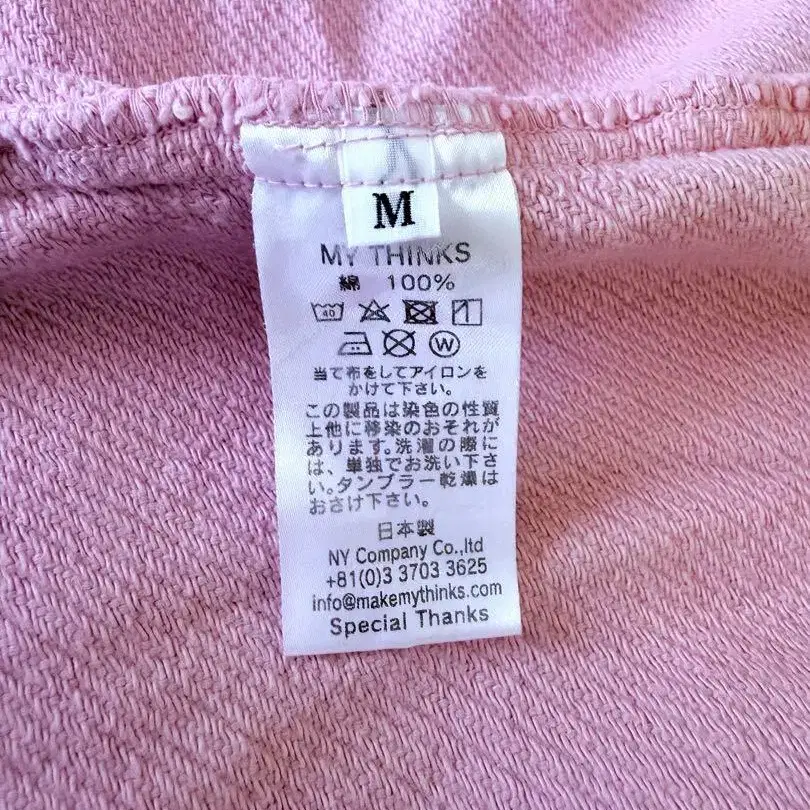 M
MY THINKS
綿 100%
40
W
当て布をしてアイロンを
かけて下さい。
この製品は染色の性質
上他に移染のおそれが
あります。洗濯の際に
は、単独でお洗い下さ
い。タンブラー乾燥は
おさけ下さい。
日本製
NY Company Co.,ltd
+81(0)3 3703 3625
info@makemythinks.com
Special Thanks